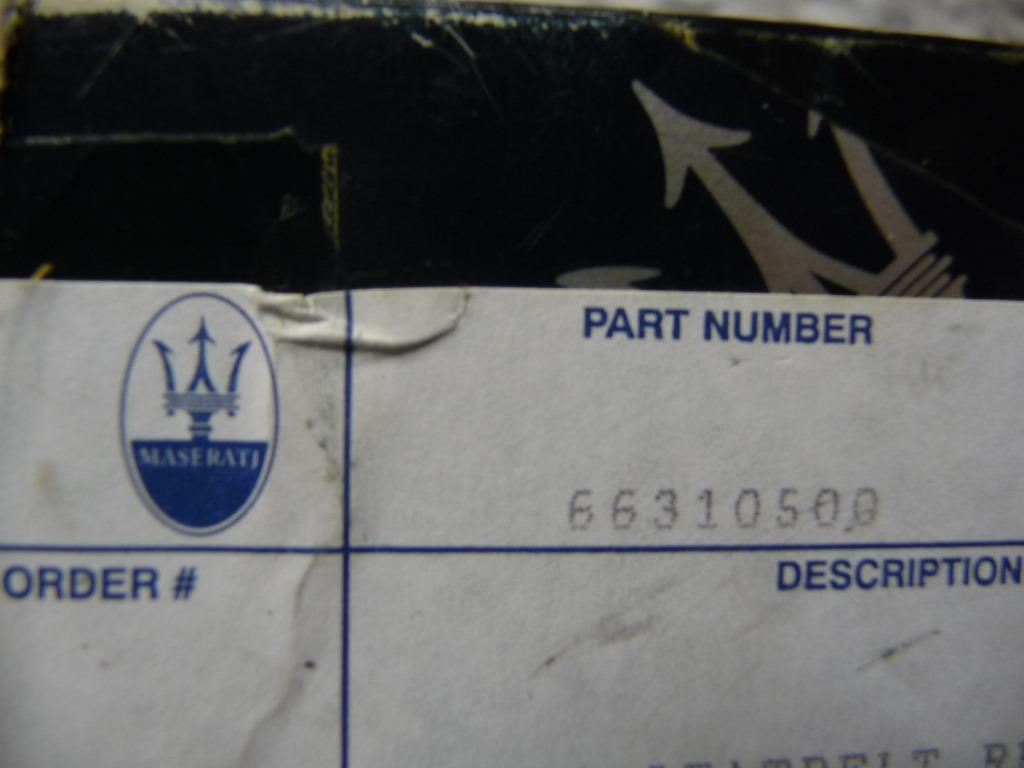 PART NUMBER
MASERATI
66310500
ORDER #
DESCRIPTION